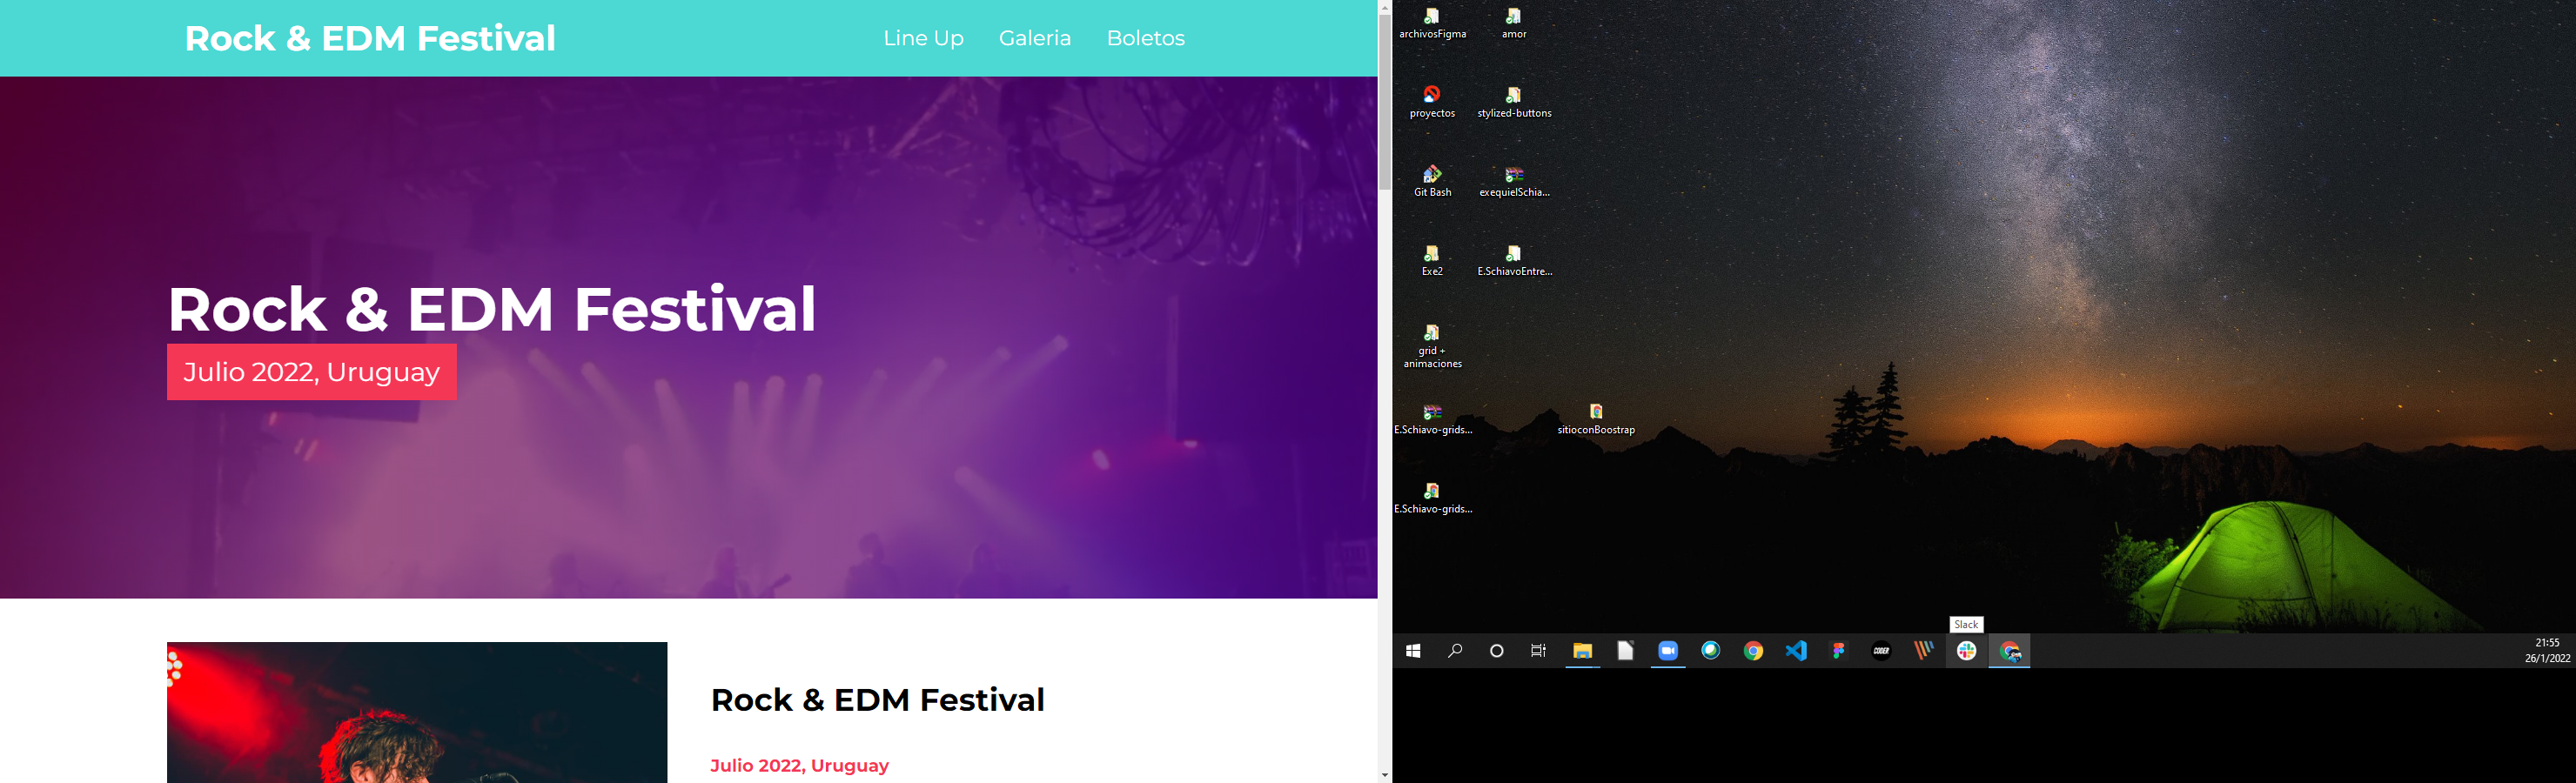 Rock & EDM Festival
Line Up
Galeria
Boletos
Rock & EDM Festival
Julio 2022, Uruguay
Rock & EDM Festival
Julio 2022, Uruguay
archivosFigma
amor
proyectos
stylized-buttons
Git Bash
exequielSchia...
Exe2
E.SchiavoEntre...
grid +
animaciones
E.Schiavo-grids...
sitioconBoostrap
E.Schiavo-grids...
Slack
CODER
21:55
26/1/2022